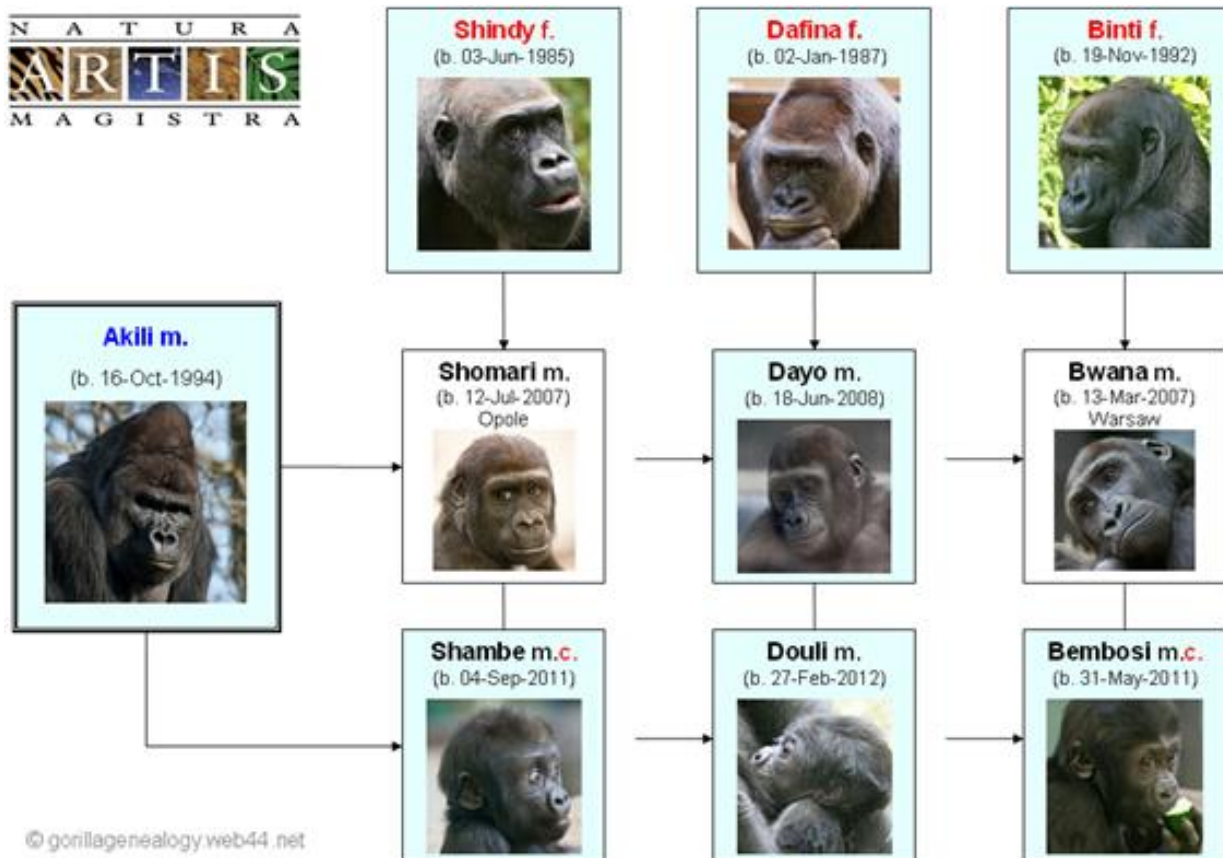 NATURA
ARTIS
MAGISTRA
Shindy f.
(b. 03-Jun-1985)
Dafina f.
(b. 02-Jan-1987)
Binti f.
(b. 19-Nov-1992)
Akili m.
(b. 16-Oct-1994)
Shomari m.
(b. 12-Jul-2007)
Opole
Dayo m.
(b. 18-Jun-2008)
Bwana m.
(b. 13-Mar-2007)
Warsaw
Shambe m.c.
(b. 04-Sep-2011)
Douli m.
(b. 27-Feb-2012)
Bembosi m.c.
(b. 31-May-2011)
© gorillagenealogy.web44.net